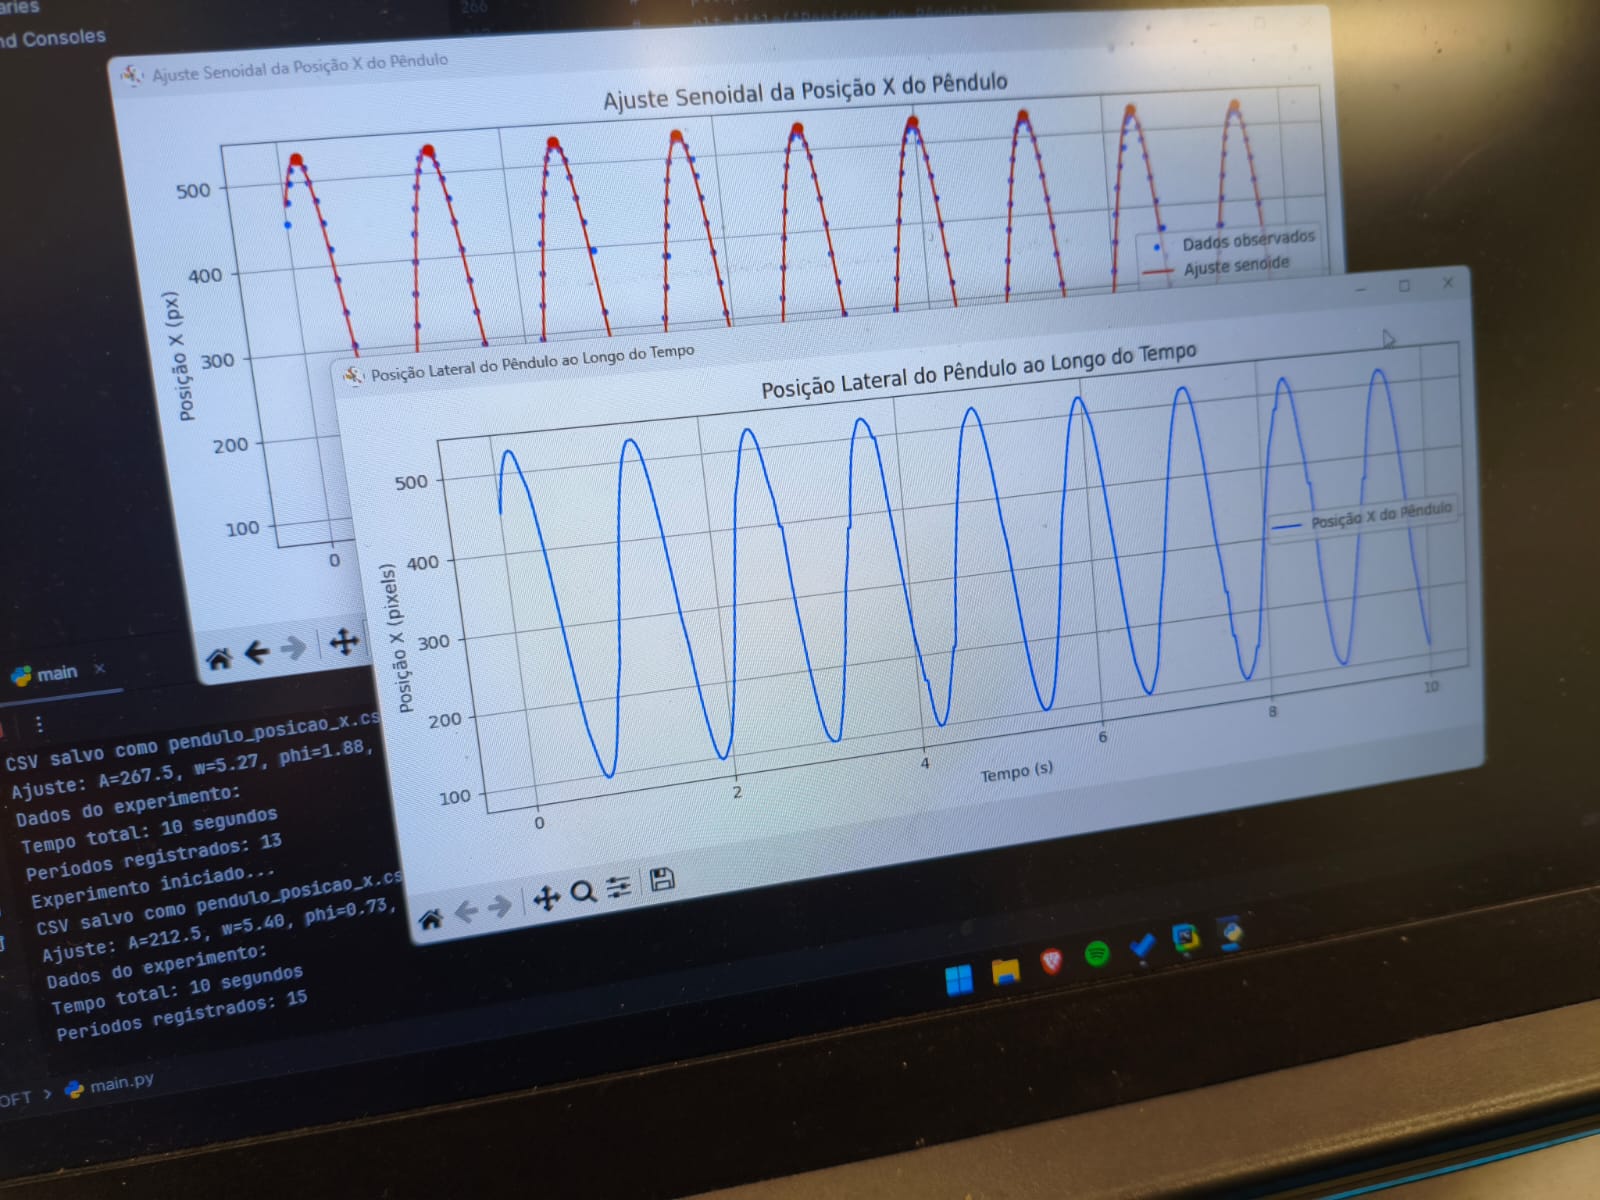 aries
nd Consoles
266
Ajuste Senoidal da Posição X do Pêndulo
Ajuste Senoidal da Posição X do Pêndulo
500
400
300
200
100
Posição X (px)
0
Dados observados
Ajuste senoide
Posição Lateral do Pêndulo ao Longo do Tempo
Posição Lateral do Pêndulo ao Longo do Tempo
500
400
300
200
100
Posição X (pixels)
Posição X do Pêndulo
0
2
4
6
8
10
Tempo (s)
main
CSV salvo como pendulo_posicao_x.cs
Ajuste: A=267.5, w=5.27, phi=1.88,
Dados do experimento:
Tempo total: 10 segundos
Periodos registrados: 13
Experimento iniciado...
CSV salvo como pendulo_posicao_x.cs
Ajuste: A=212.5, w=5.40, phi=0.73,
Dados do experimento:
Tempo total: 10 segundos
Periodos registrados: 15
OFT > main.py